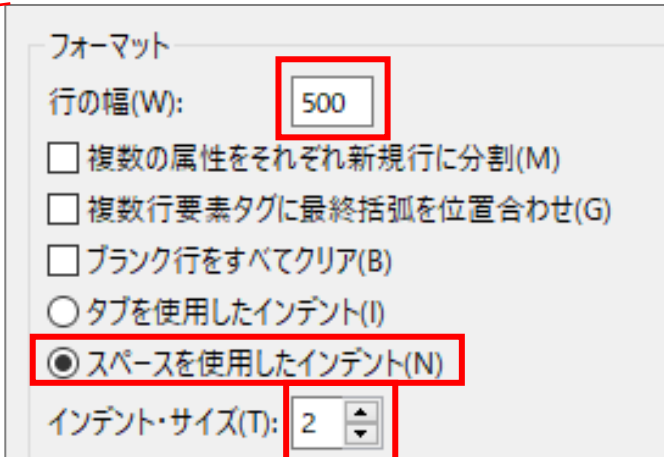 フォーマット
行の幅(W): 500
複数の属性をそれぞれ新規行に分割(M)
複数行要素タグに最終括弧を位置合わせ(G)
ブランク行をすべてクリア(B)
タブを使用したインデント(I)
スペースを使用したインデント(N)
インデント・サイズ(T): 2